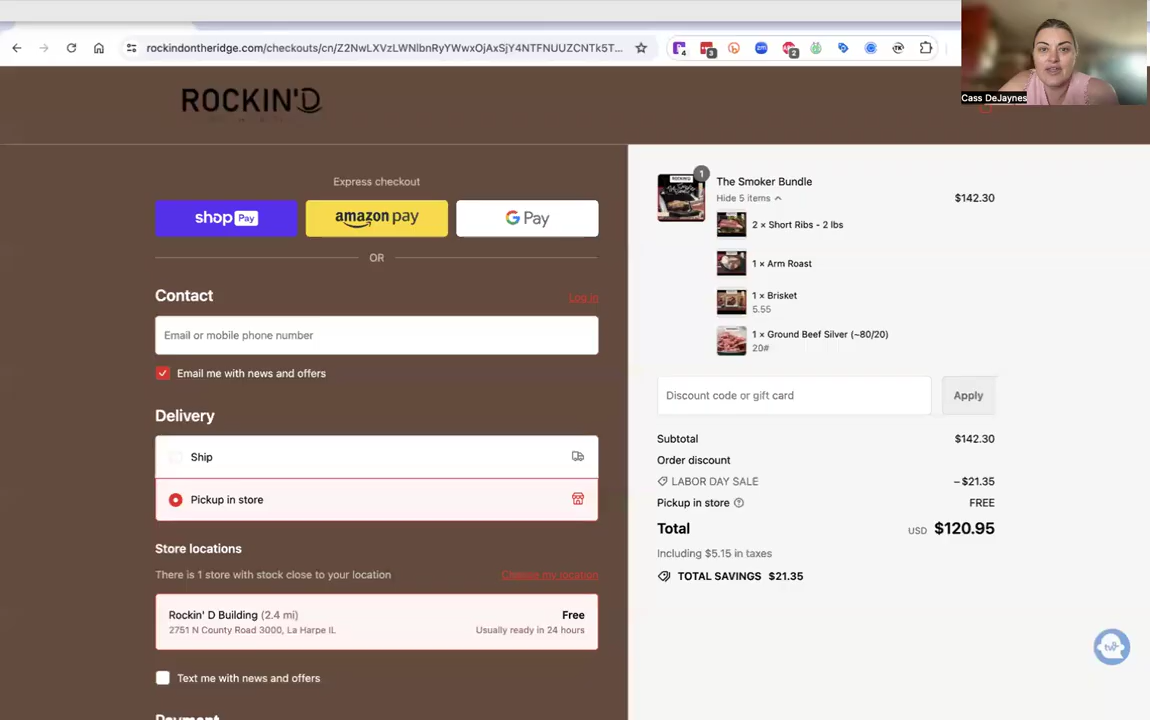 rockindontheridge.com/checkouts/cn/Z2NwLXVzLWNlbnRyYWwxOjAxSjY4NTFNUUZCNTk5T...
4
3
2
Cass DeJaynes
ROCKIN'D
Express checkout
shop Pay
amazon pay
G Pay
OR
Contact
Log in
Email or mobile phone number
Email me with news and offers
Delivery
Ship
Pickup in store
Store locations
There is 1 store with stock close to your location
Change my location
Rockin' D Building (2.4 mi)
Free
2751 N County Road 3000, La Harpe IL
Usually ready in 24 hours
Text me with news and offers
Payment
1
The Smoker Bundle
Hide 5 items
$142.30
2 × Short Ribs - 2 lbs
1 × Arm Roast
1 × Brisket
5.55
1 × Ground Beef Silver (~80/20)
20#
Discount code or gift card
Apply
Subtotal
$142.30
Order discount
LABOR DAY SALE
– $21.35
Pickup in store
FREE
Total
USD $120.95
Including $5.15 in taxes
TOTAL SAVINGS $21.35